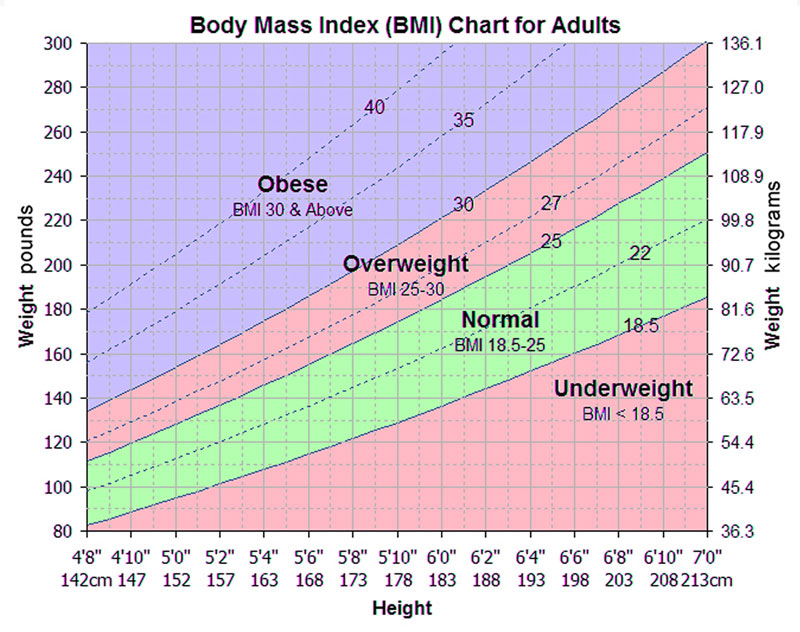 Body Mass Index (BMI) Chart for Adults
300
280
260
240
220
200
180
160
140
120
100
80
Weight pounds
136.1
127.0
117.9
108.9
99.8
90.7
81.6
72.6
63.5
54.4
45.4
36.3
Weight kilograms
40
35
Obese
BMI 30 & Above
30
27
25
22
Overweight
BMI 25-30
Normal
BMI 18.5-25
18.5
Underweight
BMI < 18.5
4'8" 4'10" 5'0" 5'2" 5'4" 5'6" 5'8" 5'10" 6'0" 6'2" 6'4" 6'6" 6'8" 6'10" 7'0"
142cm 147 152 157 163 168 173 178 183 188 193 198 203 208 213cm
Height